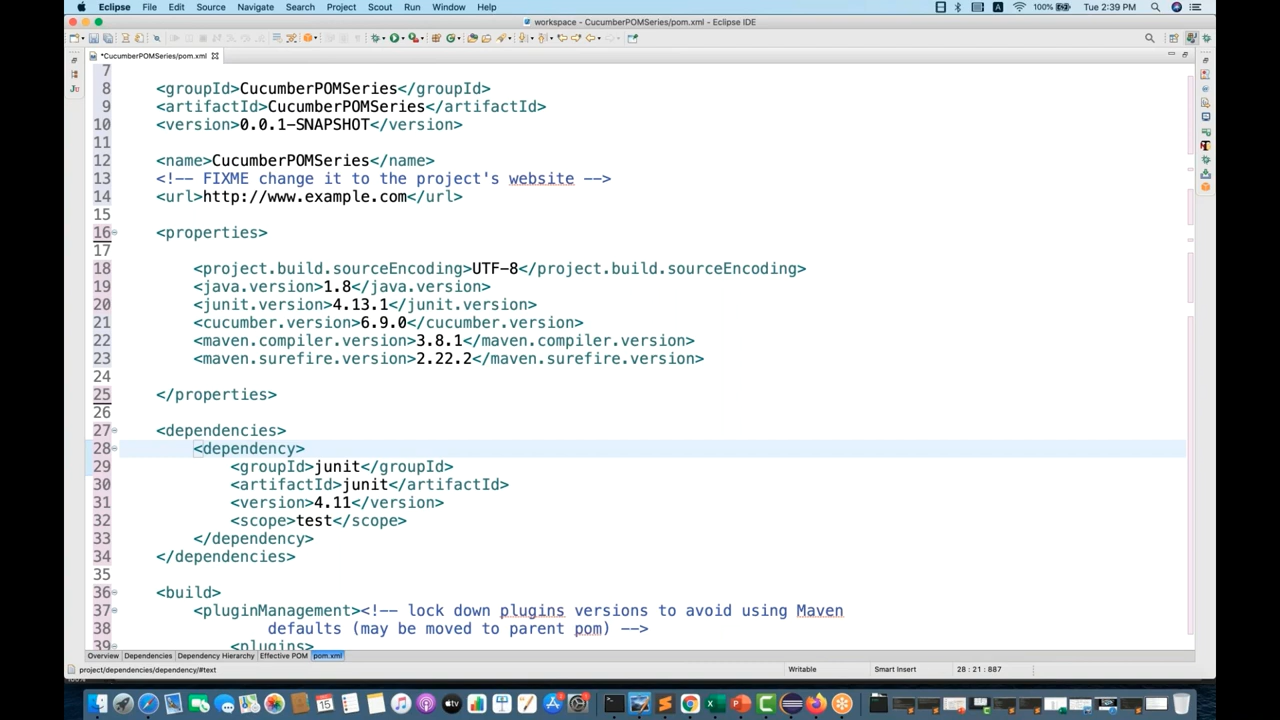 Eclipse File Edit Source Navigate Search Project Scout Run Window Help 100% Tue 2:39 PM
workspace - CucumberPOMSeries/pom.xml - Eclipse IDE
*CucumberPOMSeries/pom.xml
7
8 <groupId>CucumberPOMSeries</groupId>
9 <artifactId>CucumberPOMSeries</artifactId>
10 <version>0.0.1-SNAPSHOT</version>
11
12 <name>CucumberPOMSeries</name>
13 <!-- FIXME change it to the project's website -->
14 <url>http://www.example.com</url>
15
16 <properties>
17
18 <project.build.sourceEncoding>UTF-8</project.build.sourceEncoding>
19 <java.version>1.8</java.version>
20 <junit.version>4.13.1</junit.version>
21 <cucumber.version>6.9.0</cucumber.version>
22 <maven.compiler.version>3.8.1</maven.compiler.version>
23 <maven.surefire.version>2.22.2</maven.surefire.version>
24
25 </properties>
26
27 <dependencies>
28 <dependency>
29 <groupId>junit</groupId>
30 <artifactId>junit</artifactId>
31 <version>4.11</version>
32 <scope>test</scope>
33 </dependency>
34 </dependencies>
35
36 <build>
37 <pluginManagement><!-- lock down plugins versions to avoid using Maven
38 defaults (may be moved to parent pom) -->
39 <plugins>
Overview Dependencies Dependency Hierarchy Effective POM pom.xml
project/dependencies/dependency/#text Writable Smart Insert 28 : 21 : 887